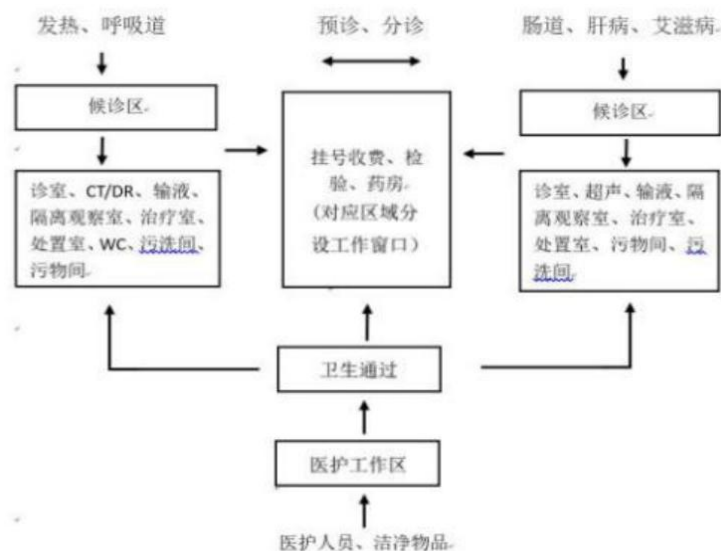 发热、呼吸道
预诊、分诊
肠道、肝病、艾滋病
候诊区
候诊区
诊室、CT/DR、输液、
隔离观察室、治疗室、
处置室、WC、污洗间、
污物间
挂号收费、检
验、药房
(对应区域分
设工作窗口)
诊室、超声、输液、隔
离观察室、治疗室、
处置室、污物间、污
洗间
卫生通过
医护工作区
医护人员、洁净物品